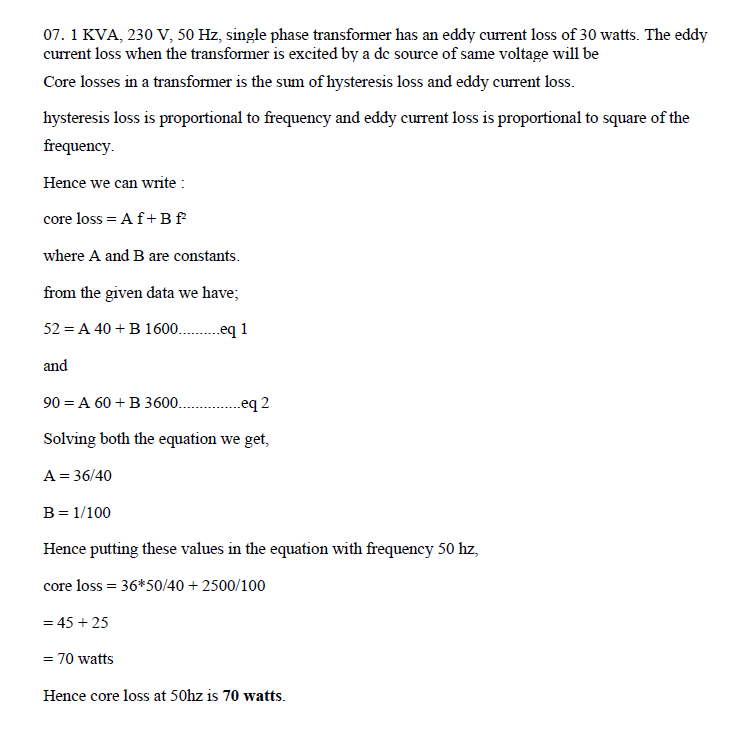 07. 1 KVA, 230 V, 50 Hz, single phase transformer has an eddy current loss of 30 watts. The eddy
current loss when the transformer is excited by a dc source of same voltage will be
Core losses in a transformer is the sum of hysteresis loss and eddy current loss.
hysteresis loss is proportional to frequency and eddy current loss is proportional to square of the
frequency.
Hence we can write :
core loss = A f + B f²
where A and B are constants.
from the given data we have;
52 = A 40 + B 1600..........eq 1
and
90 = A 60 + B 3600...............eq 2
Solving both the equation we get,
A = 36/40
B = 1/100
Hence putting these values in the equation with frequency 50 hz,
core loss = 36*50/40 + 2500/100
= 45 + 25
= 70 watts
Hence core loss at 50hz is 70 watts.